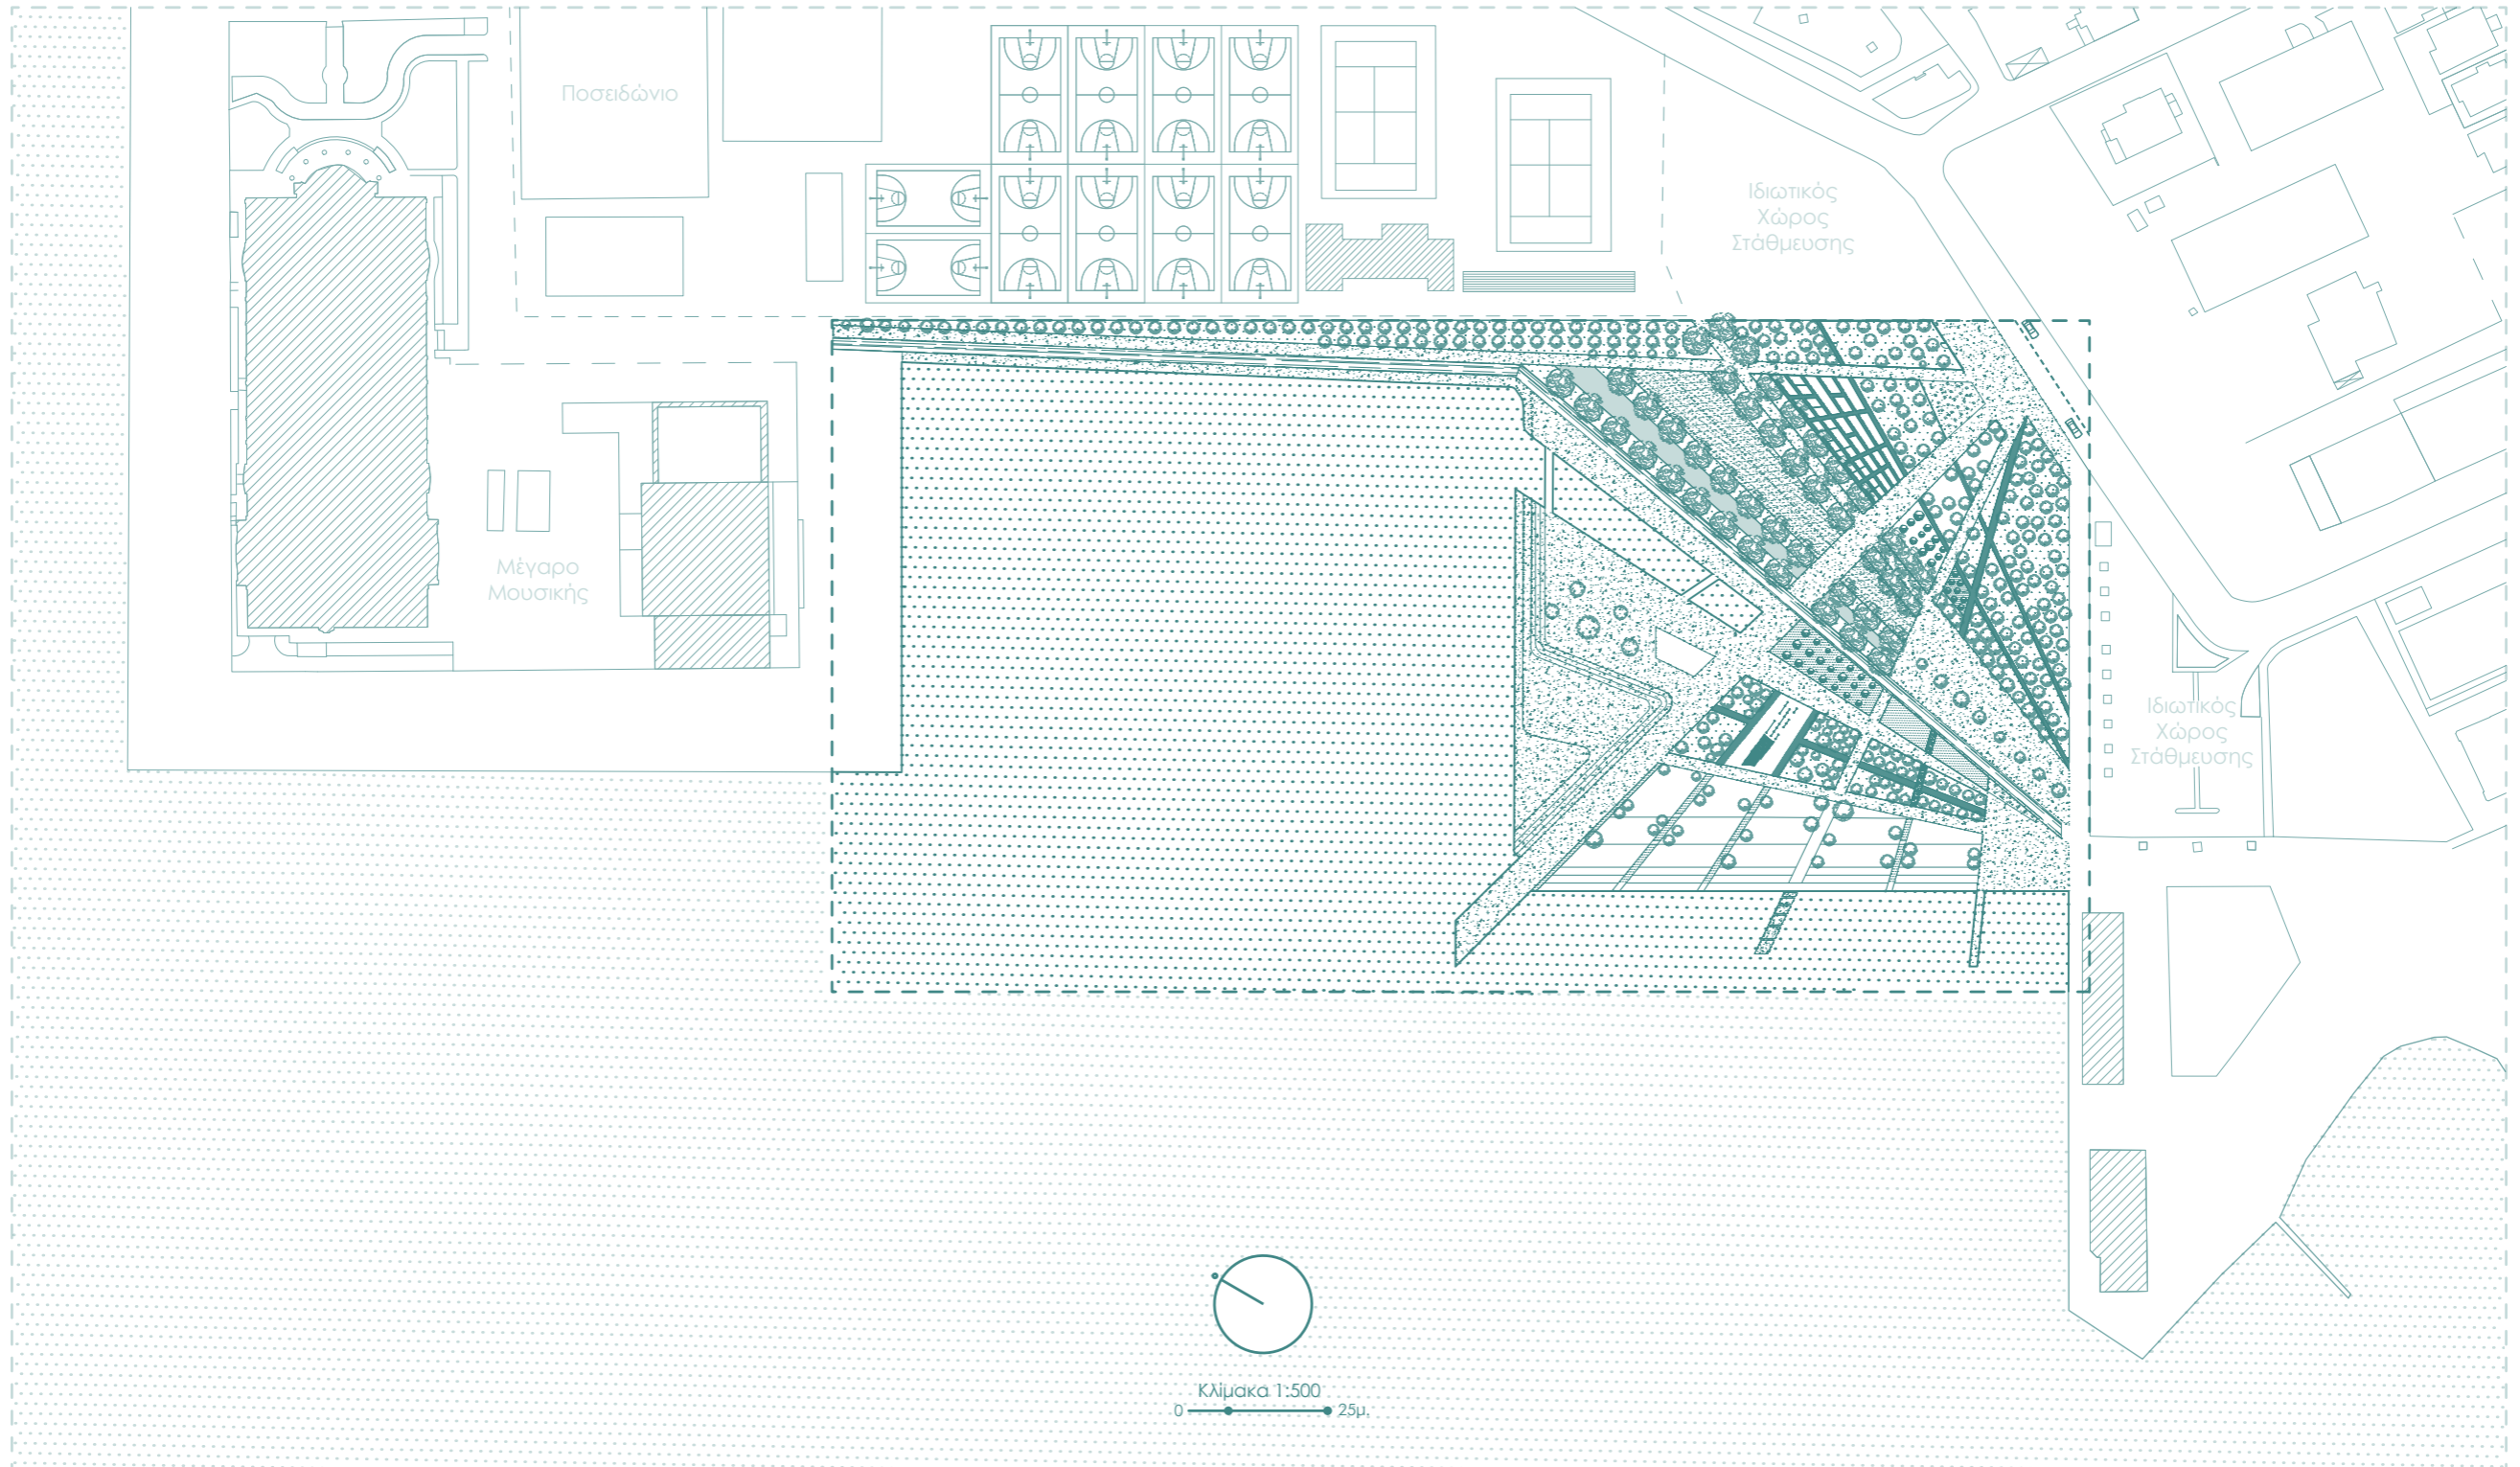 Ποσειδώνιο
Ιδιωτικός
Χώρος
Στάθμευσης
Μέγαρο
Μουσικής
Ιδιωτικός
Χώρος
Στάθμευσης
Κλίμακα 1:500
0 25μ.